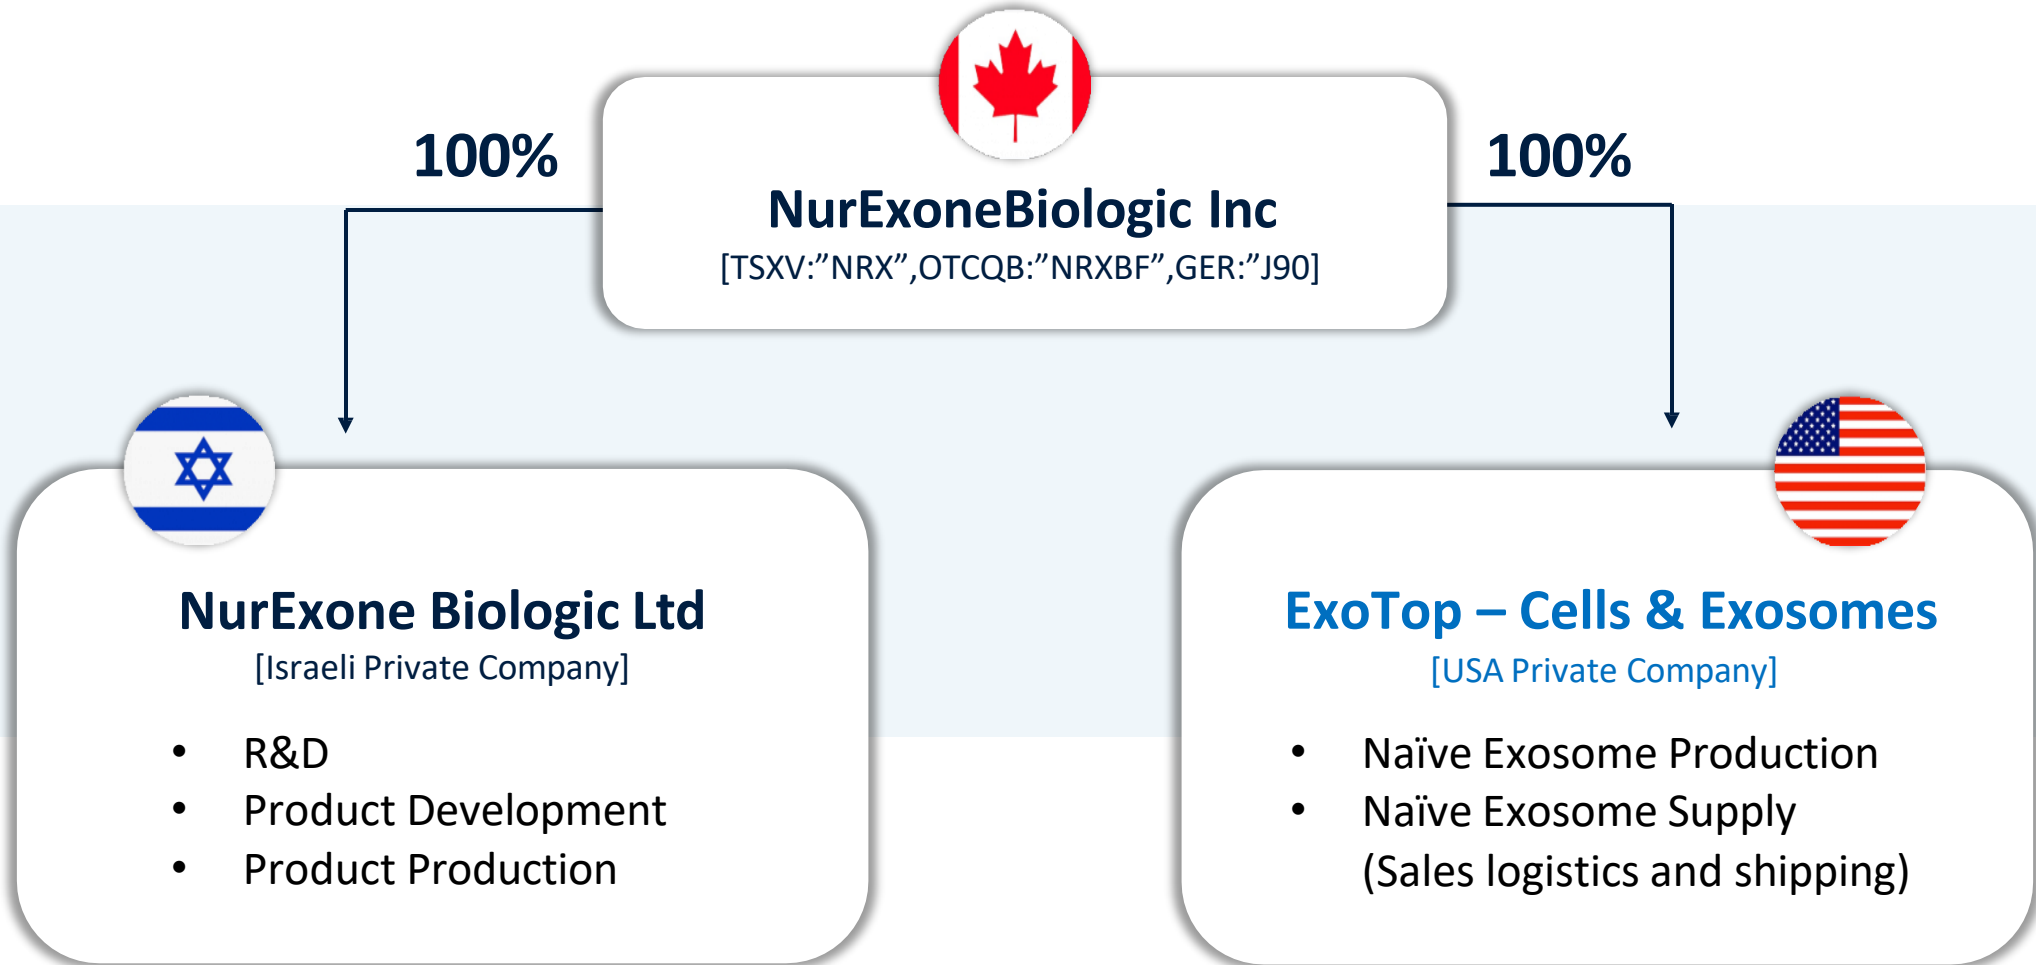 100%
100%
NurExoneBiologic Inc
[TSXV:”NRX”,OTCQB:”NRXBF”,GER:”J90]
NurExone Biologic Ltd
[Israeli Private Company]
• R&D
• Product Development
• Product Production
ExoTop – Cells & Exosomes
[USA Private Company]
• Naïve Exosome Production
• Naïve Exosome Supply
(Sales logistics and shipping)